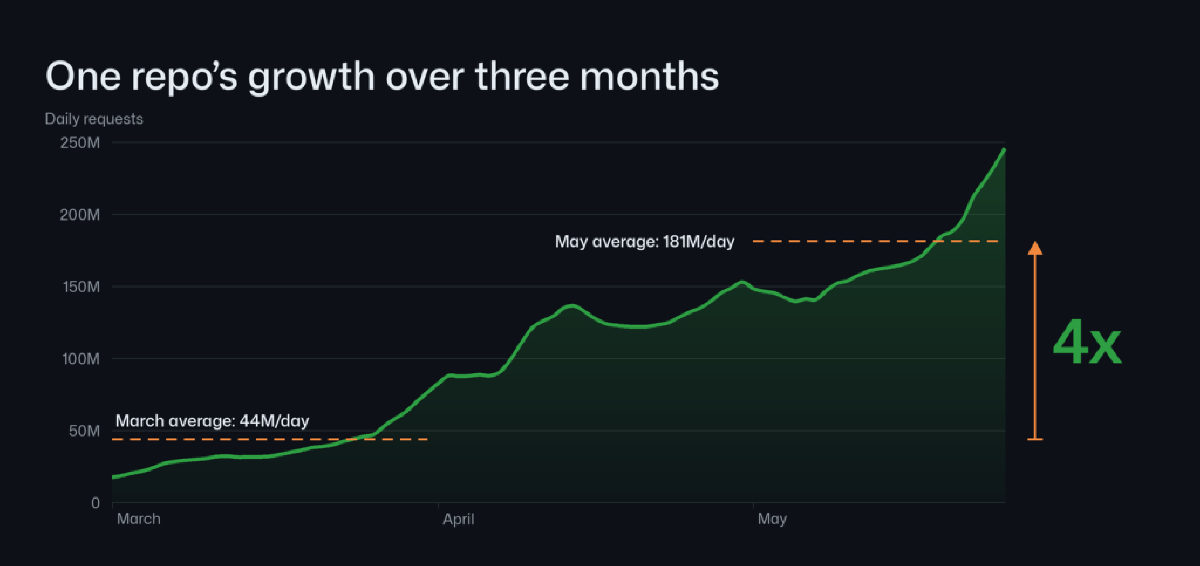 One repo’s growth over three months
Daily requests
250M
200M
May average: 181M/day
150M
4x
100M
March average: 44M/day
50M
0
March
April
May